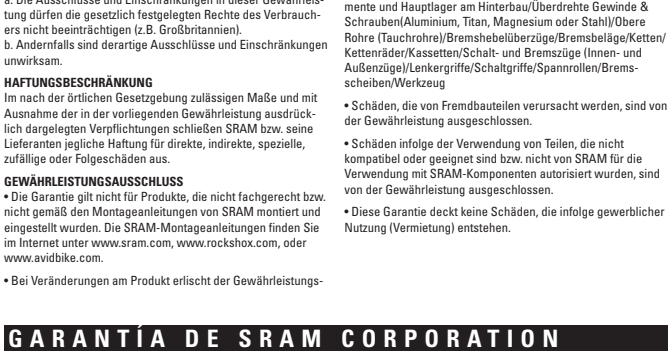 a. Die Ausschlüsse und Einschränkungen in dieser Gewährleis-
tung dürfen die gesetzlich festgelegten Rechte des Verbrauch-
ers nicht beeinträchtigen (z.B. Großbritannien).
b. Andernfalls sind derartige Ausschlüsse und Einschränkungen
unwirksam.
HAFTUNGSBESCHRÄNKUNG
Im nach der örtlichen Gesetzgebung zulässigen Maße und mit
Ausnahme der in der vorliegenden Gewährleistung ausdrück-
lich dargelegten Verpflichtungen schließen SRAM bzw. seine
Lieferanten jegliche Haftung für direkte, indirekte, spezielle,
zufällige oder Folgeschäden aus.
GEWÄHRLEISTUNGSAUSSCHLUSS
• Die Garantie gilt nicht für Produkte, die nicht fachgerecht bzw.
nicht gemäß den Montageanleitungen von SRAM montiert und
eingestellt wurden. Die SRAM-Montageanleitungen finden Sie
im Internet unter www.sram.com, www.rockshox.com, oder
www.avidbike.com.
• Bei Veränderungen am Produkt erlischt der Gewährleistungs-
mente und Hauptlager am Hinterbau/Überdrehte Gewinde &
Schrauben(Aluminium, Titan, Magnesium oder Stahl)/Obere
Rohre (Tauchrohre)/Bremshebelüberzüge/Bremsbeläge/Ketten/
Kettenräder/Kassetten/Schalt- und Bremszüge (Innen- und
Außenzüge)/Lenkergriffe/Schaltgriffe/Spannrollen/Brems-
scheiben/Werkzeug
• Schäden, die von Fremdbauteilen verursacht werden, sind von
der Gewährleistung ausgeschlossen.
• Schäden infolge der Verwendung von Teilen, die nicht
kompatibel oder geeignet sind bzw. nicht von SRAM für die
Verwendung mit SRAM-Komponenten autorisiert wurden, sind
von der Gewährleistung ausgeschlossen.
• Diese Garantie deckt keine Schäden, die infolge gewerblicher
Nutzung (Vermietung) entstehen.
GARANTÍA DE SRAM CORPORATION